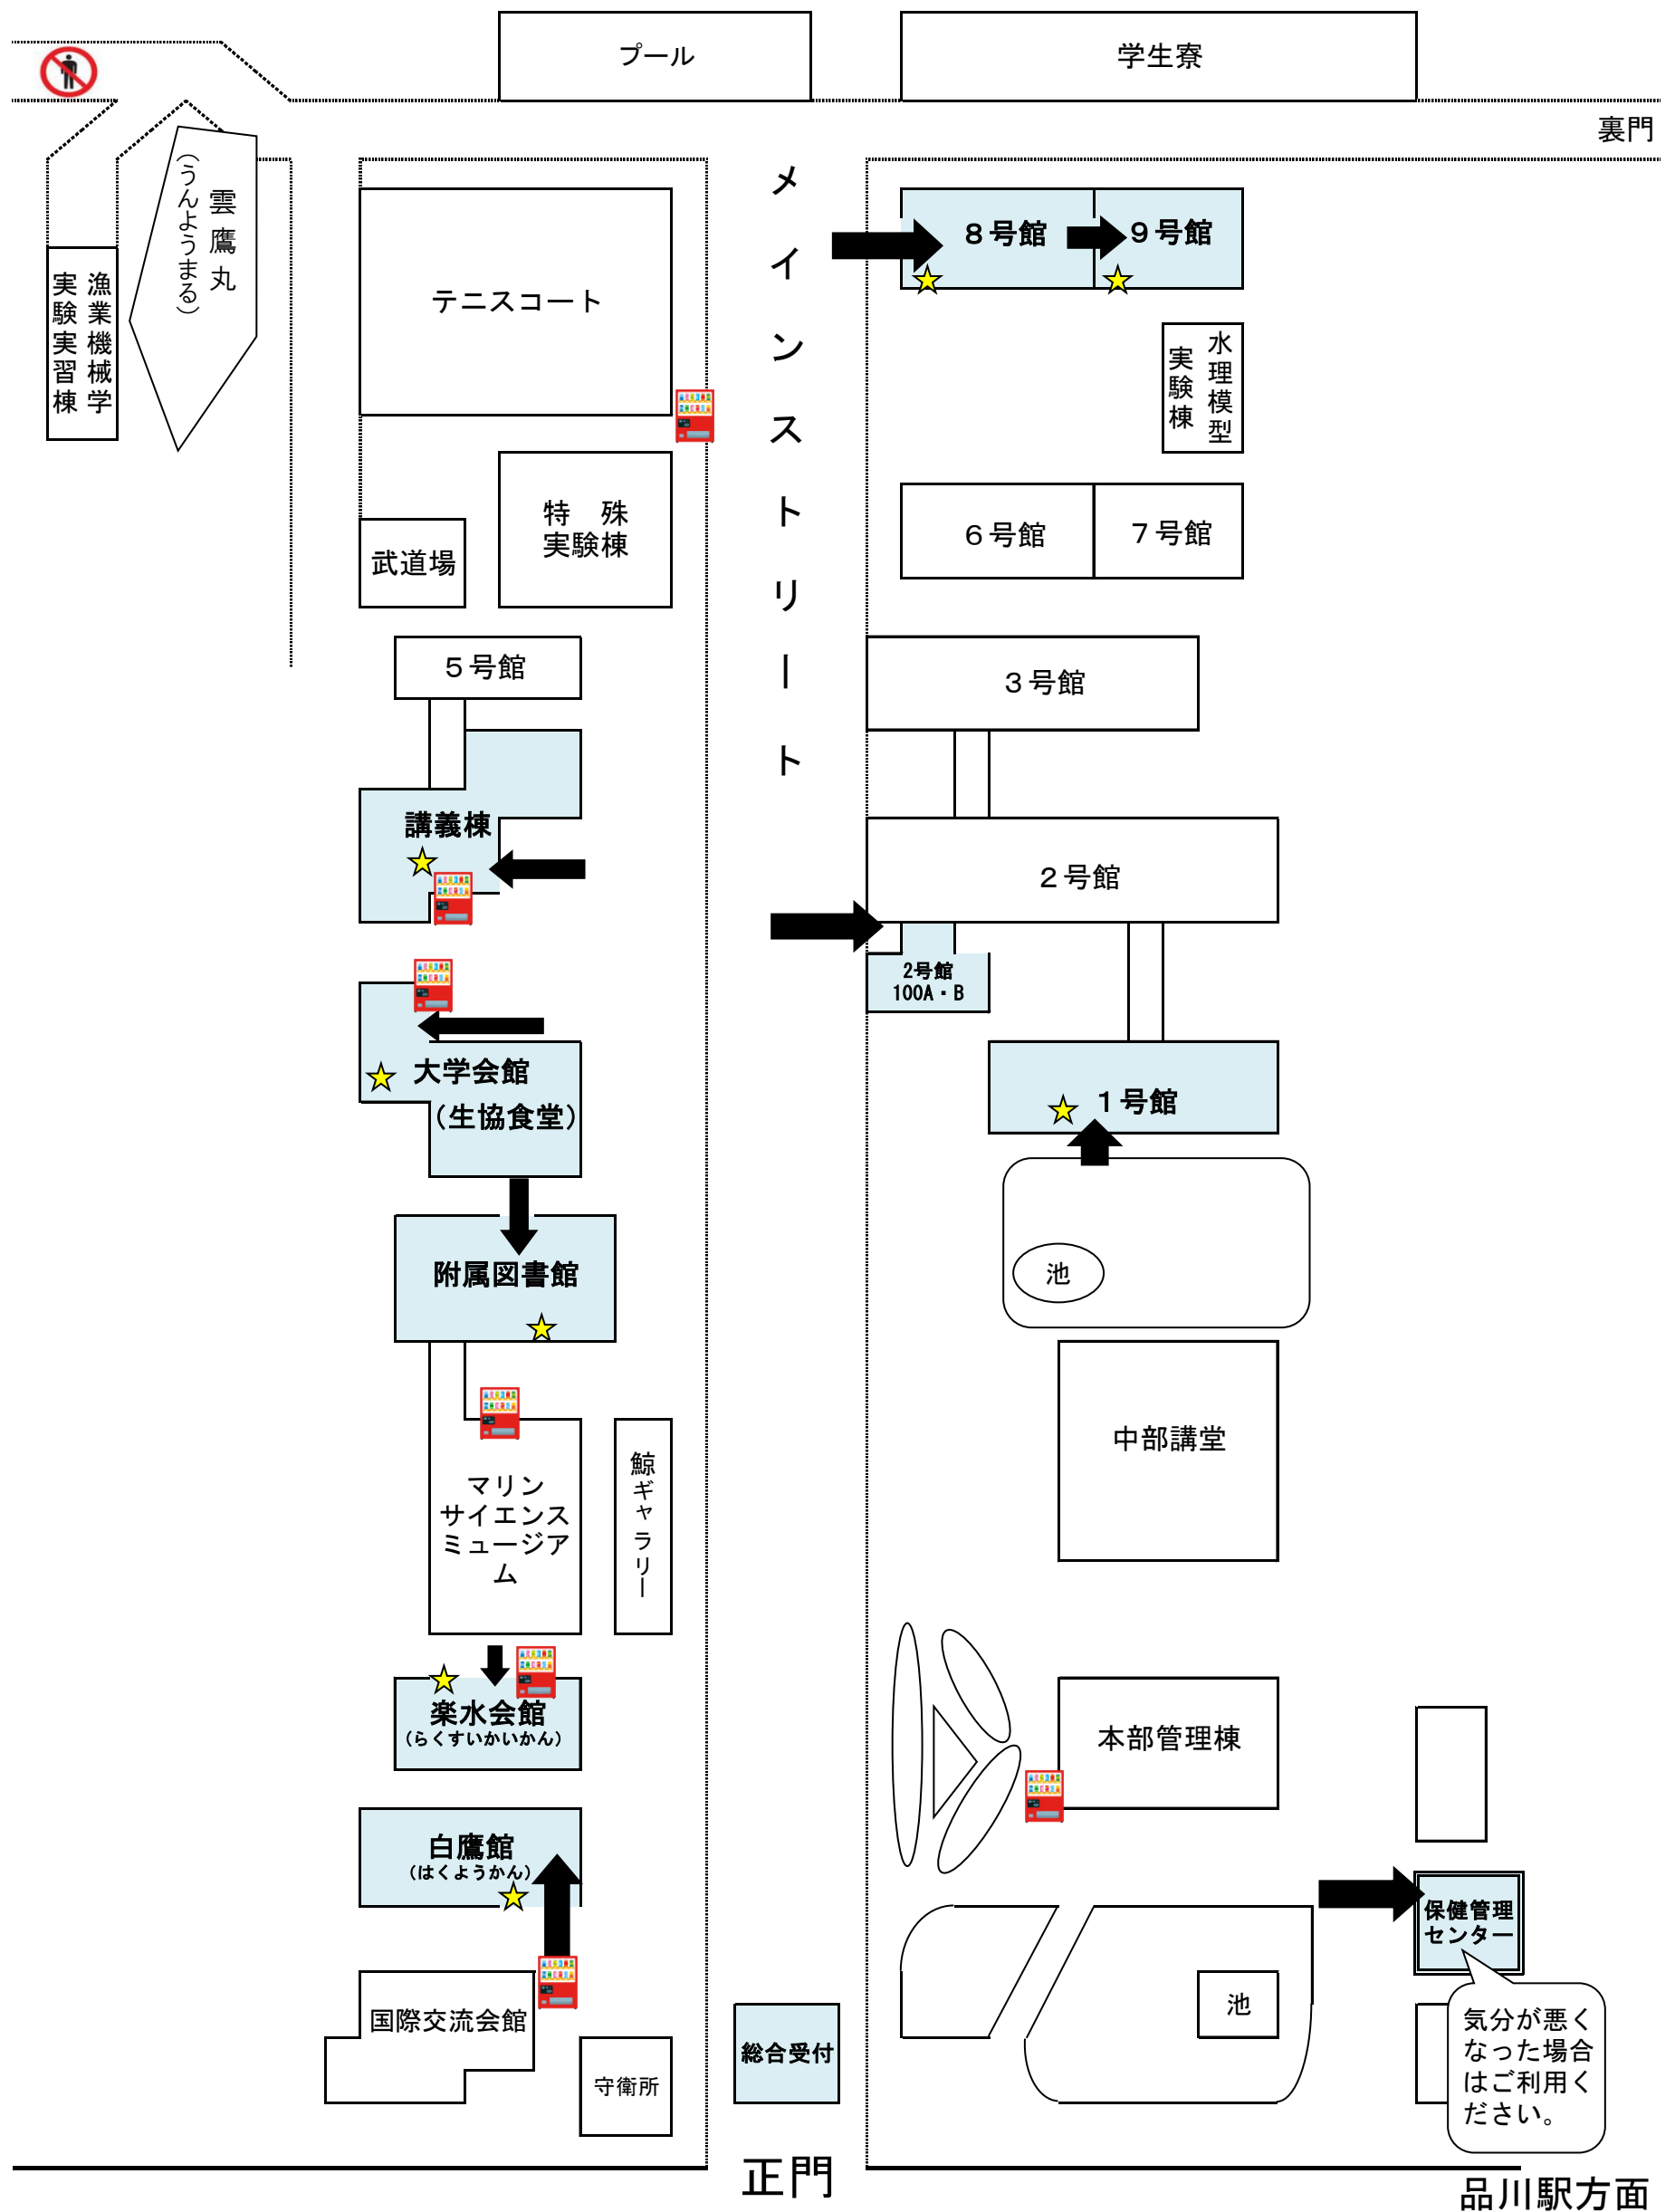 プール
学生寮
裏門
雲鷹丸
（うんようまる）
漁業機械学
実験実習棟
テニスコート
メインストリート
８号館
９号館
水理模型
実験棟
特　殊
実験棟
武道場
６号館
７号館
５号館
３号館
講義棟
２号館
2号館
100A・B
大学会館
（生協食堂）
１号館
附属図書館
池
マリン
サイエンス
ミュージア
ム
鯨ギャラリー
中部講堂
楽水会館
（らくすいかいかん）
本部管理棟
白鷹館
（はくようかん）
保健管理
センター
国際交流会館
池
気分が悪く
なった場合
はご利用く
ださい。
総合受付
守衛所
正門
品川駅方面